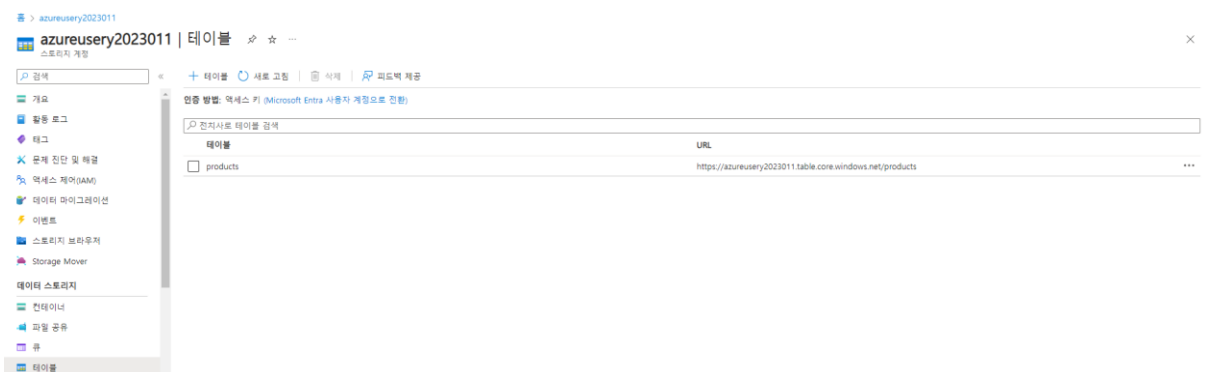 홈 > azureusery2023011
azureusery2023011 | 테이블
스토리지 계정
검색
+ 테이블 새로 고침 삭제 피드백 제공
인증 방법: 액세스 키 (Microsoft Entra 사용자 계정으로 전환)
전치사로 테이블 검색
테이블 URL
products https://azureusery2023011.table.core.windows.net/products
개요
활동 로그
태그
문제 진단 및 해결
액세스 제어(IAM)
데이터 마이그레이션
이벤트
스토리지 브라우저
Storage Mover
데이터 스토리지
컨테이너
파일 공유
큐
테이블